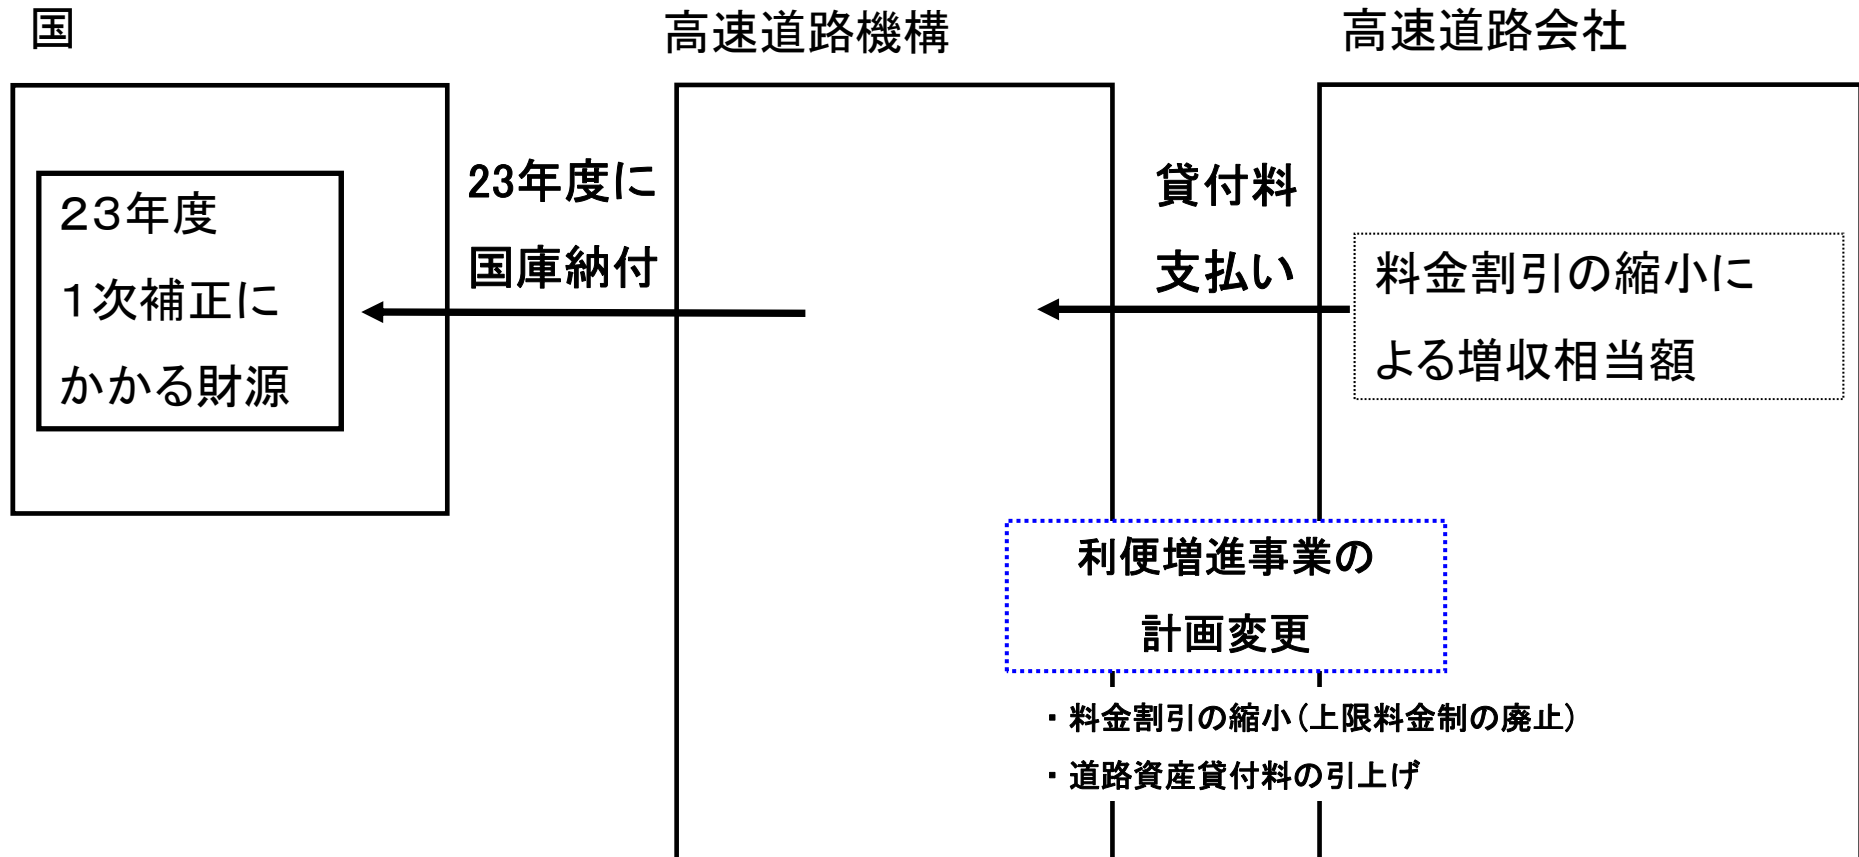 国
高速道路機構
高速道路会社
23年度に
国庫納付
貸付料
支払い
２３年度
１次補正に
かかる財源
料金割引の縮小に
よる増収相当額
利便増進事業の
計画変更
・料金割引の縮小（上限料金制の廃止）
・道路資産貸付料の引上げ